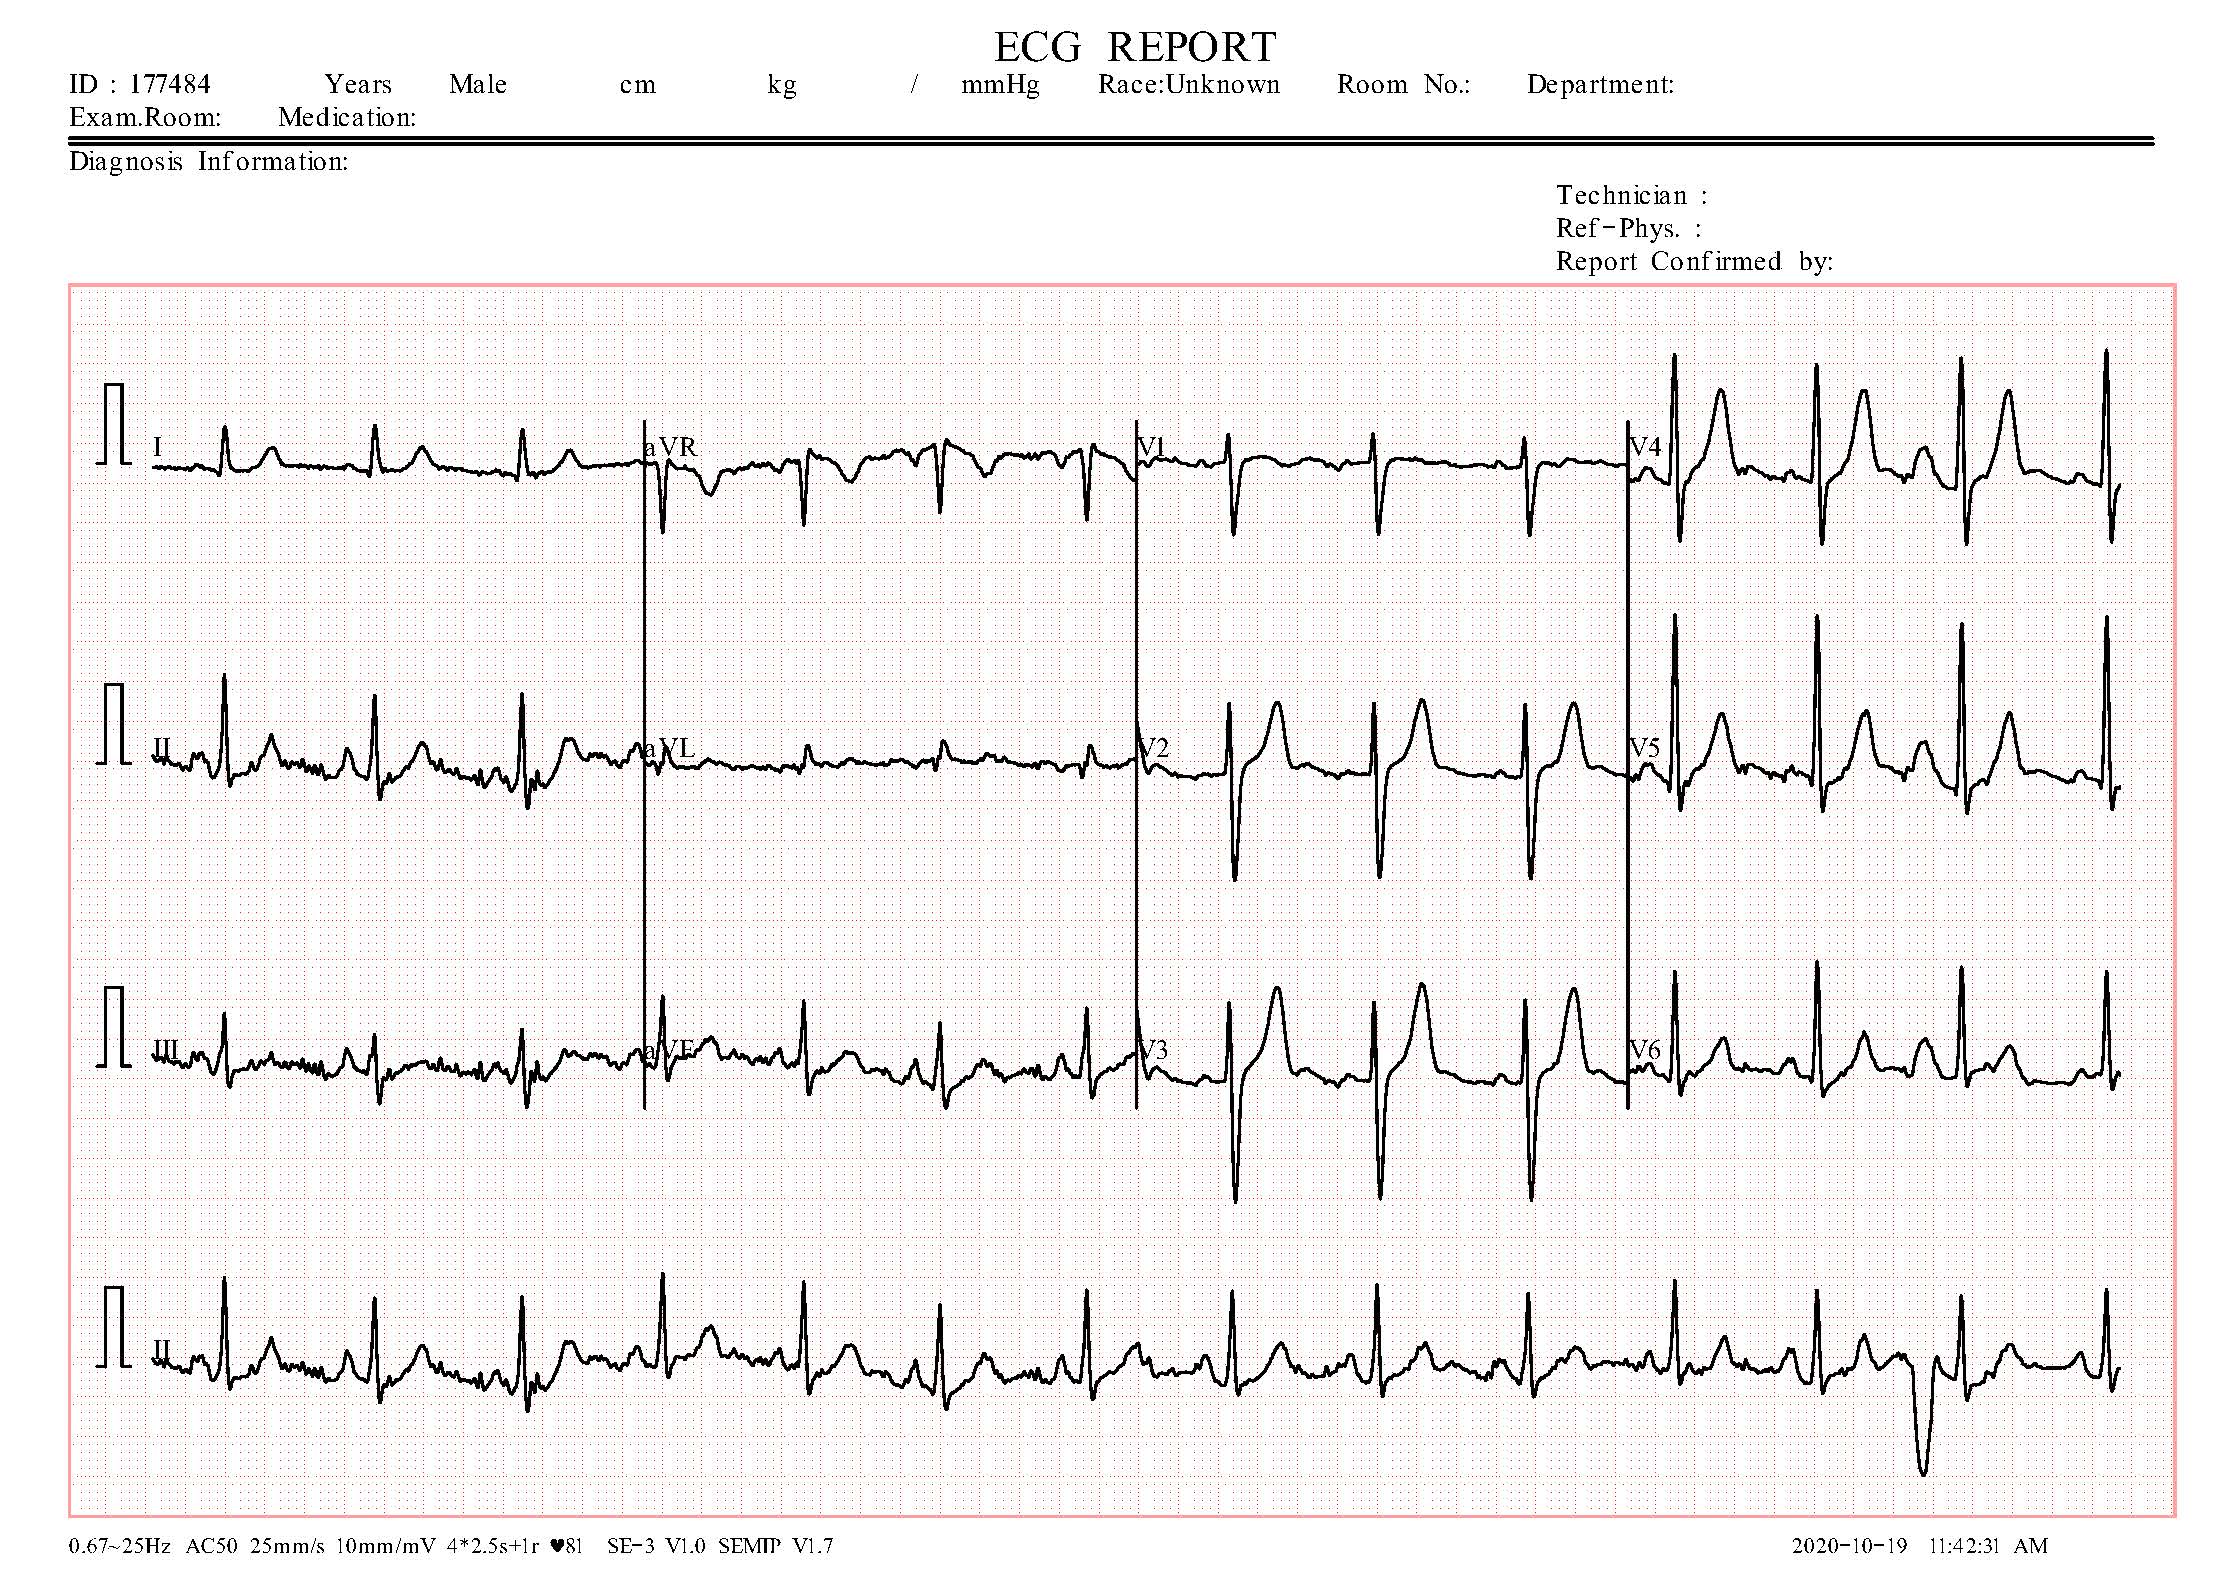 ECG REPORT
ID : 177484 Years Male cm kg / mmHg Race:Unknown Room No.: Department:
Exam.Room: Medication:
Diagnosis Information:
Technician :
Ref-Phys. :
Report Confirmed by:
I aVR V1 V4
II aVL V2 V5
III aVF V3 V6
II
0.67~25Hz AC50 25mm/s 10mm/mV 4*2.5s+1r ♥81 SE-3 V1.0 SEMIP V1.7 2020-10-19 11:42:31 AM